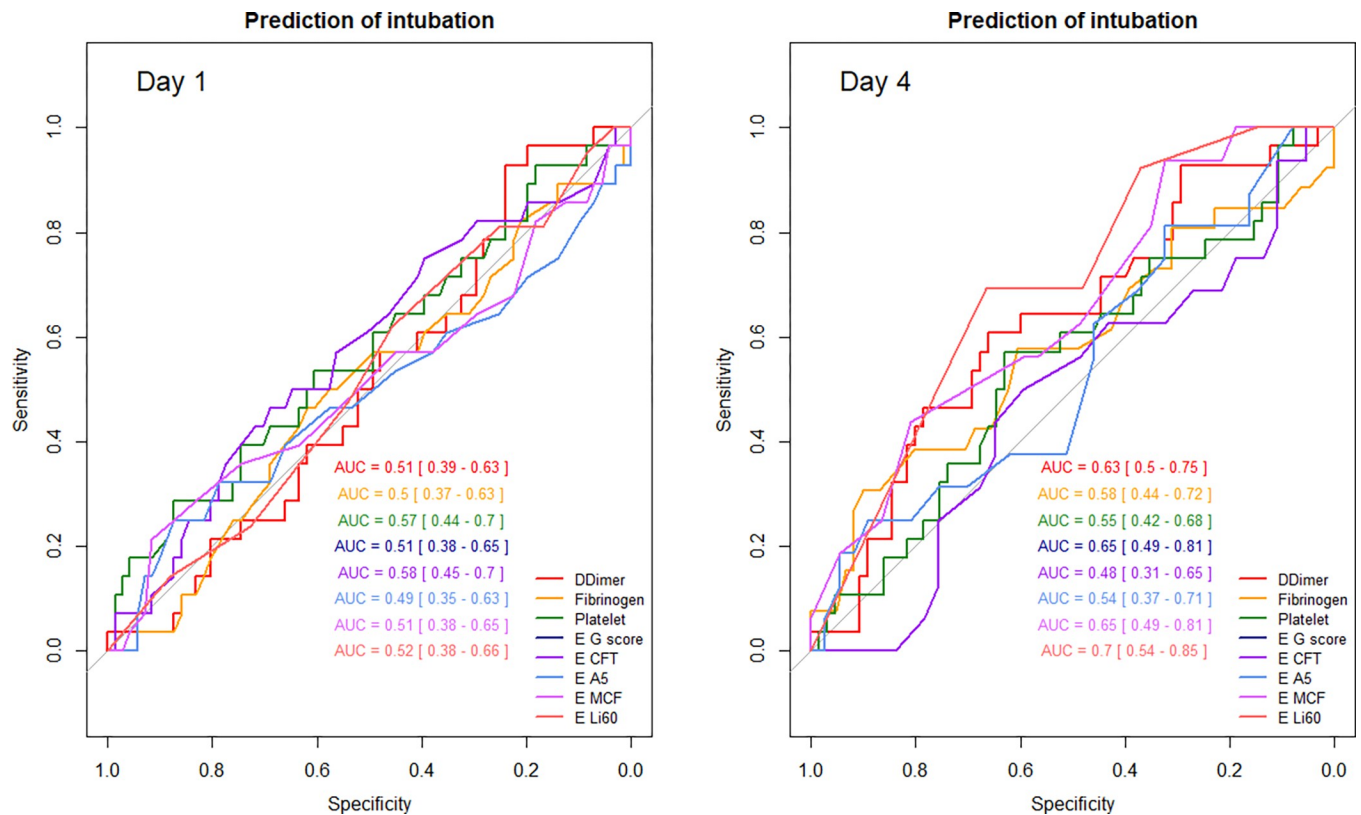 Prediction of intubation
Day 1
Sensitivity
1.0
0.8
0.6
0.4
0.2
0.0
AUC = 0.51 [ 0.39 - 0.63 ]
AUC = 0.5 [ 0.37 - 0.63 ]
AUC = 0.57 [ 0.44 - 0.7 ]
AUC = 0.51 [ 0.38 - 0.65 ]
AUC = 0.58 [ 0.45 - 0.7 ]
AUC = 0.49 [ 0.35 - 0.63 ]
AUC = 0.51 [ 0.38 - 0.65 ]
AUC = 0.52 [ 0.38 - 0.66 ]
DDimer
Fibrinogen
Platelet
E G score
E CFT
E A5
E MCF
E Li60
1.0 0.8 0.6 0.4 0.2 0.0
Specificity
Prediction of intubation
Day 4
Sensitivity
1.0
0.8
0.6
0.4
0.2
0.0
AUC = 0.63 [ 0.5 - 0.75 ]
AUC = 0.58 [ 0.44 - 0.72 ]
AUC = 0.55 [ 0.42 - 0.68 ]
AUC = 0.65 [ 0.49 - 0.81 ]
AUC = 0.48 [ 0.31 - 0.65 ]
AUC = 0.54 [ 0.37 - 0.71 ]
AUC = 0.65 [ 0.49 - 0.81 ]
AUC = 0.7 [ 0.54 - 0.85 ]
DDimer
Fibrinogen
Platelet
E G score
E CFT
E A5
E MCF
E Li60
1.0 0.8 0.6 0.4 0.2 0.0
Specificity